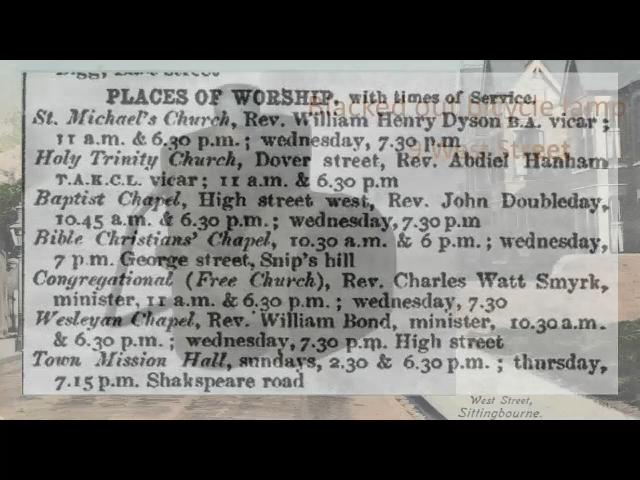 PLACES OF WORSHIP, with times of Service.
Blacked out bicycle lamp
St. Michael's Church, Rev. William Henry Dyson B.A. vicar;
11 a.m. & 6.30 p.m.; wednesday, 7.30 p.m
West Street
Holy Trinity Church, Dover street, Rev. Abdiel Hanham
T.A.K.C.L. vicar; 11 a.m. & 6.30 p.m
Baptist Chapel, High street west, Rev. John Doubleday,
10.45 a.m. & 6.30 p.m.; wednesday, 7.30 p.m
Bible Christians' Chapel, 10.30 a.m. & 6 p.m.; wednesday,
7 p.m. George street, Snip's hill
Congregational (Free Church), Rev. Charles Watt Smyrk,
minister, 11 a.m. & 6.30 p.m.; wednesday, 7.30
Wesleyan Chapel, Rev. William Bond, minister, 10.30 a.m.
& 6.30 p.m.; wednesday, 7.30 p.m. High street
Town Mission Hall, sundays, 2.30 & 6.30 p.m.; thursday,
7.15 p.m. Shakspeare road
West Street,
Sittingbourne.